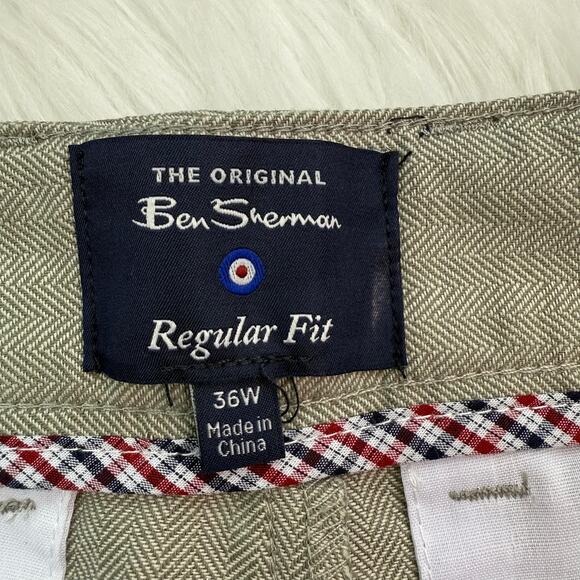 THE ORIGINAL
Ben Sherman
Regular Fit
36W
Made in
China